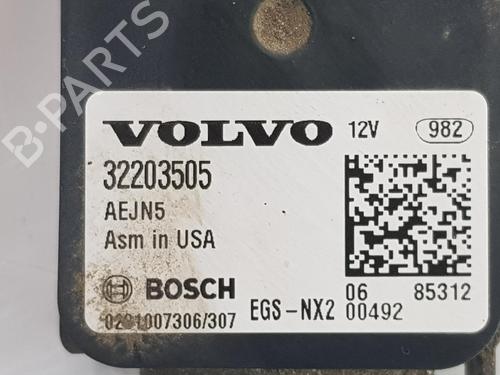 B-PARTS
VOLVO 12V 982
32203505
AEJN5
Asm in USA
BOSCH
0281007306/307 EGS-NX2
06 85312
00492